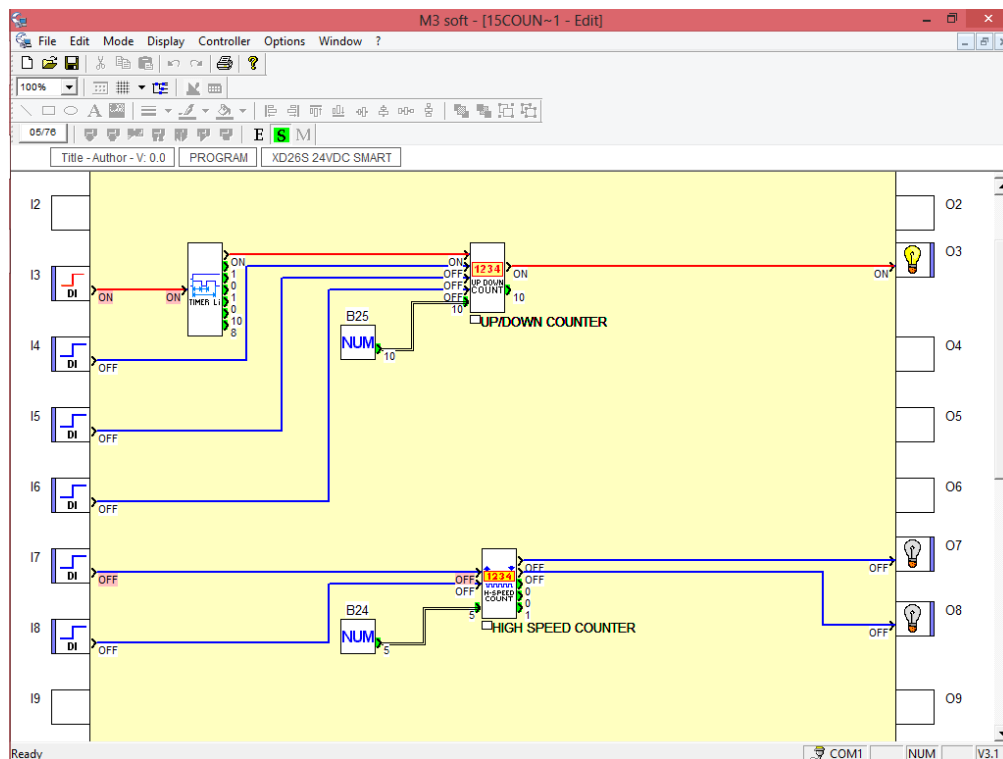 M3 soft - [15COUN~1 - Edit]
File Edit Mode Display Controller Options Window ?
100%
A
05/76 E S M
Title - Author - V: 0.0 PROGRAM XD26S 24VDC SMART
I2 O2
I3 O3
DI ON ON TIMER Li
ON
1
0
1
0
10
8
ON
OFF
OFF
OFF
10
1234
UP DOWN
COUNT
ON
10
ON
UP/DOWN COUNTER
B25
NUM 10
I4 O4
DI OFF
I5 O5
DI OFF
I6 O6
DI OFF
I7 O7
DI OFF
OFF
OFF
5
1234
H-SPEED
COUNT
OFF
OFF
0
0
1
OFF
HIGH SPEED COUNTER
B24
NUM 5
I8 O8
DI OFF
OFF
I9 O9
Ready COM1 NUM V3.1